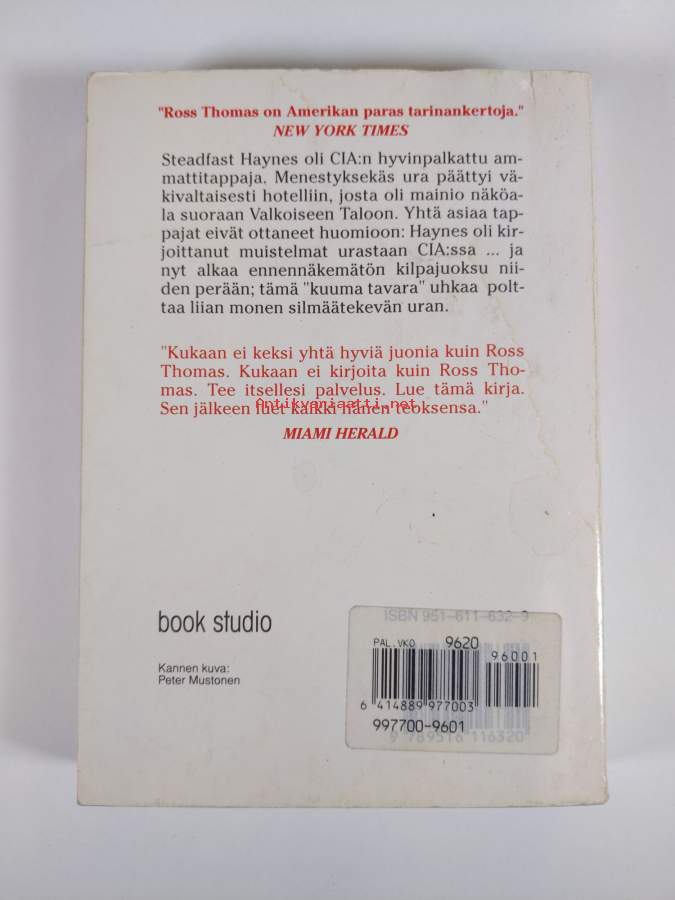 "Ross Thomas on Amerikan paras tarinankertoja."
NEW YORK TIMES
Steadfast Haynes oli CIA:n hyvinpalkattu am-
mattitappaja. Menestyksekäs ura päättyi vä-
kivaltaisesti hotelliin, josta oli mainio näköa-
la suoraan Valkoiseen Taloon. Yhtä asiaa tap-
pajat eivät ottaneet huomioon: Haynes oli kir-
joittanut muistelmat urastaan CIA:ssa ... ja
nyt alkaa ennennäkemätön kilpajuoksu nii-
den perään; tämä "kuuma tavara" uhkaa polt-
taa liian monen silmäätekevän uran.
"Kukaan ei keksi yhtä hyviä juonia kuin Ross
Thomas. Kukaan ei kirjoita kuin Ross Tho-
mas. Tee itsellesi palvelus. Lue tämä kirja.
Sen jälkeen luet kaikki hänen teoksensa."
Antikvariaatti.net
MIAMI HERALD
book studio
Kannen kuva:
Peter Mustonen
ISBN 951-611-632-9
PAL.VKO 9620
96001
6 414889 977003
997700-9601
9 789516 116320